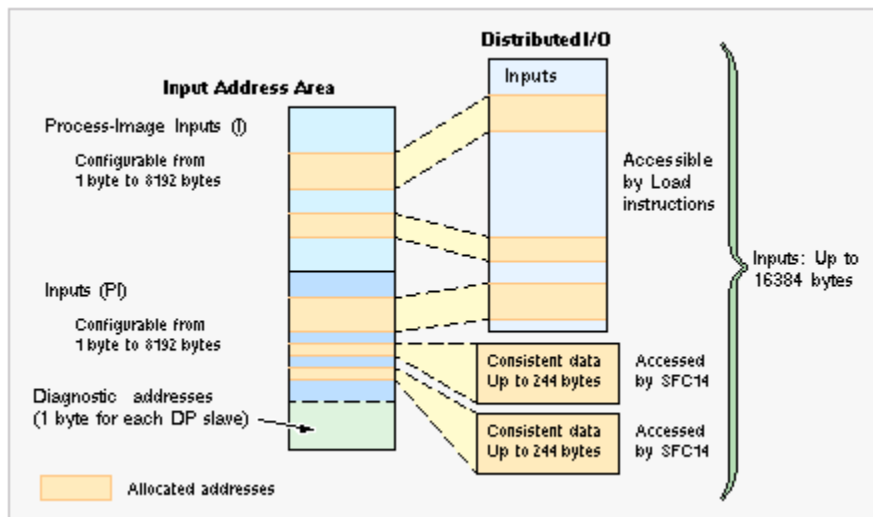 Distributed I/O
Inputs
Input Address Area
Process-Image Inputs (I)
Configurable from
1 byte to 8192 bytes
Accessible
by Load
instructions
Inputs: Up to
16384 bytes
Inputs (PI)
Configurable from
1 byte to 8192 bytes
Consistent data
Up to 244 bytes
Accessed
by SFC14
Diagnostic addresses
(1 byte for each DP slave)
Consistent data
Up to 244 bytes
Accessed
by SFC14
Allocated addresses